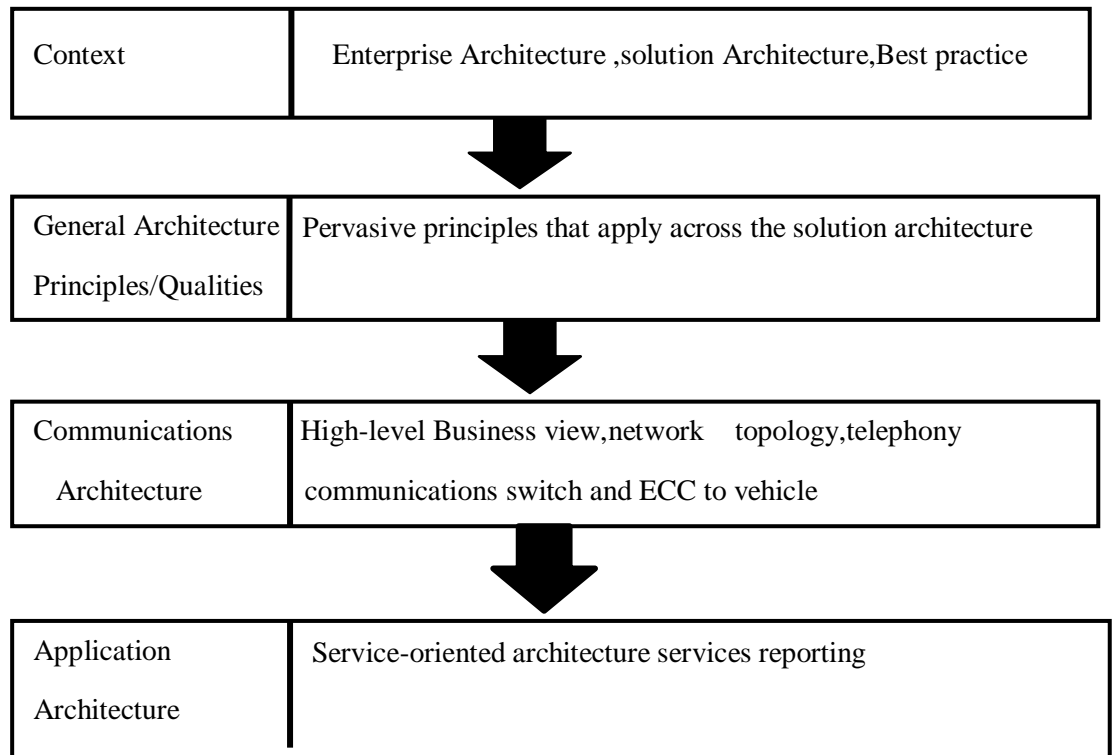 Context Enterprise Architecture ,solution Architecture,Best practice
General Architecture Pervasive principles that apply across the solution architecture
Principles/Qualities
Communications High-level Business view,network topology,telephony
Architecture communications switch and ECC to vehicle
Application Service-oriented architecture services reporting
Architecture